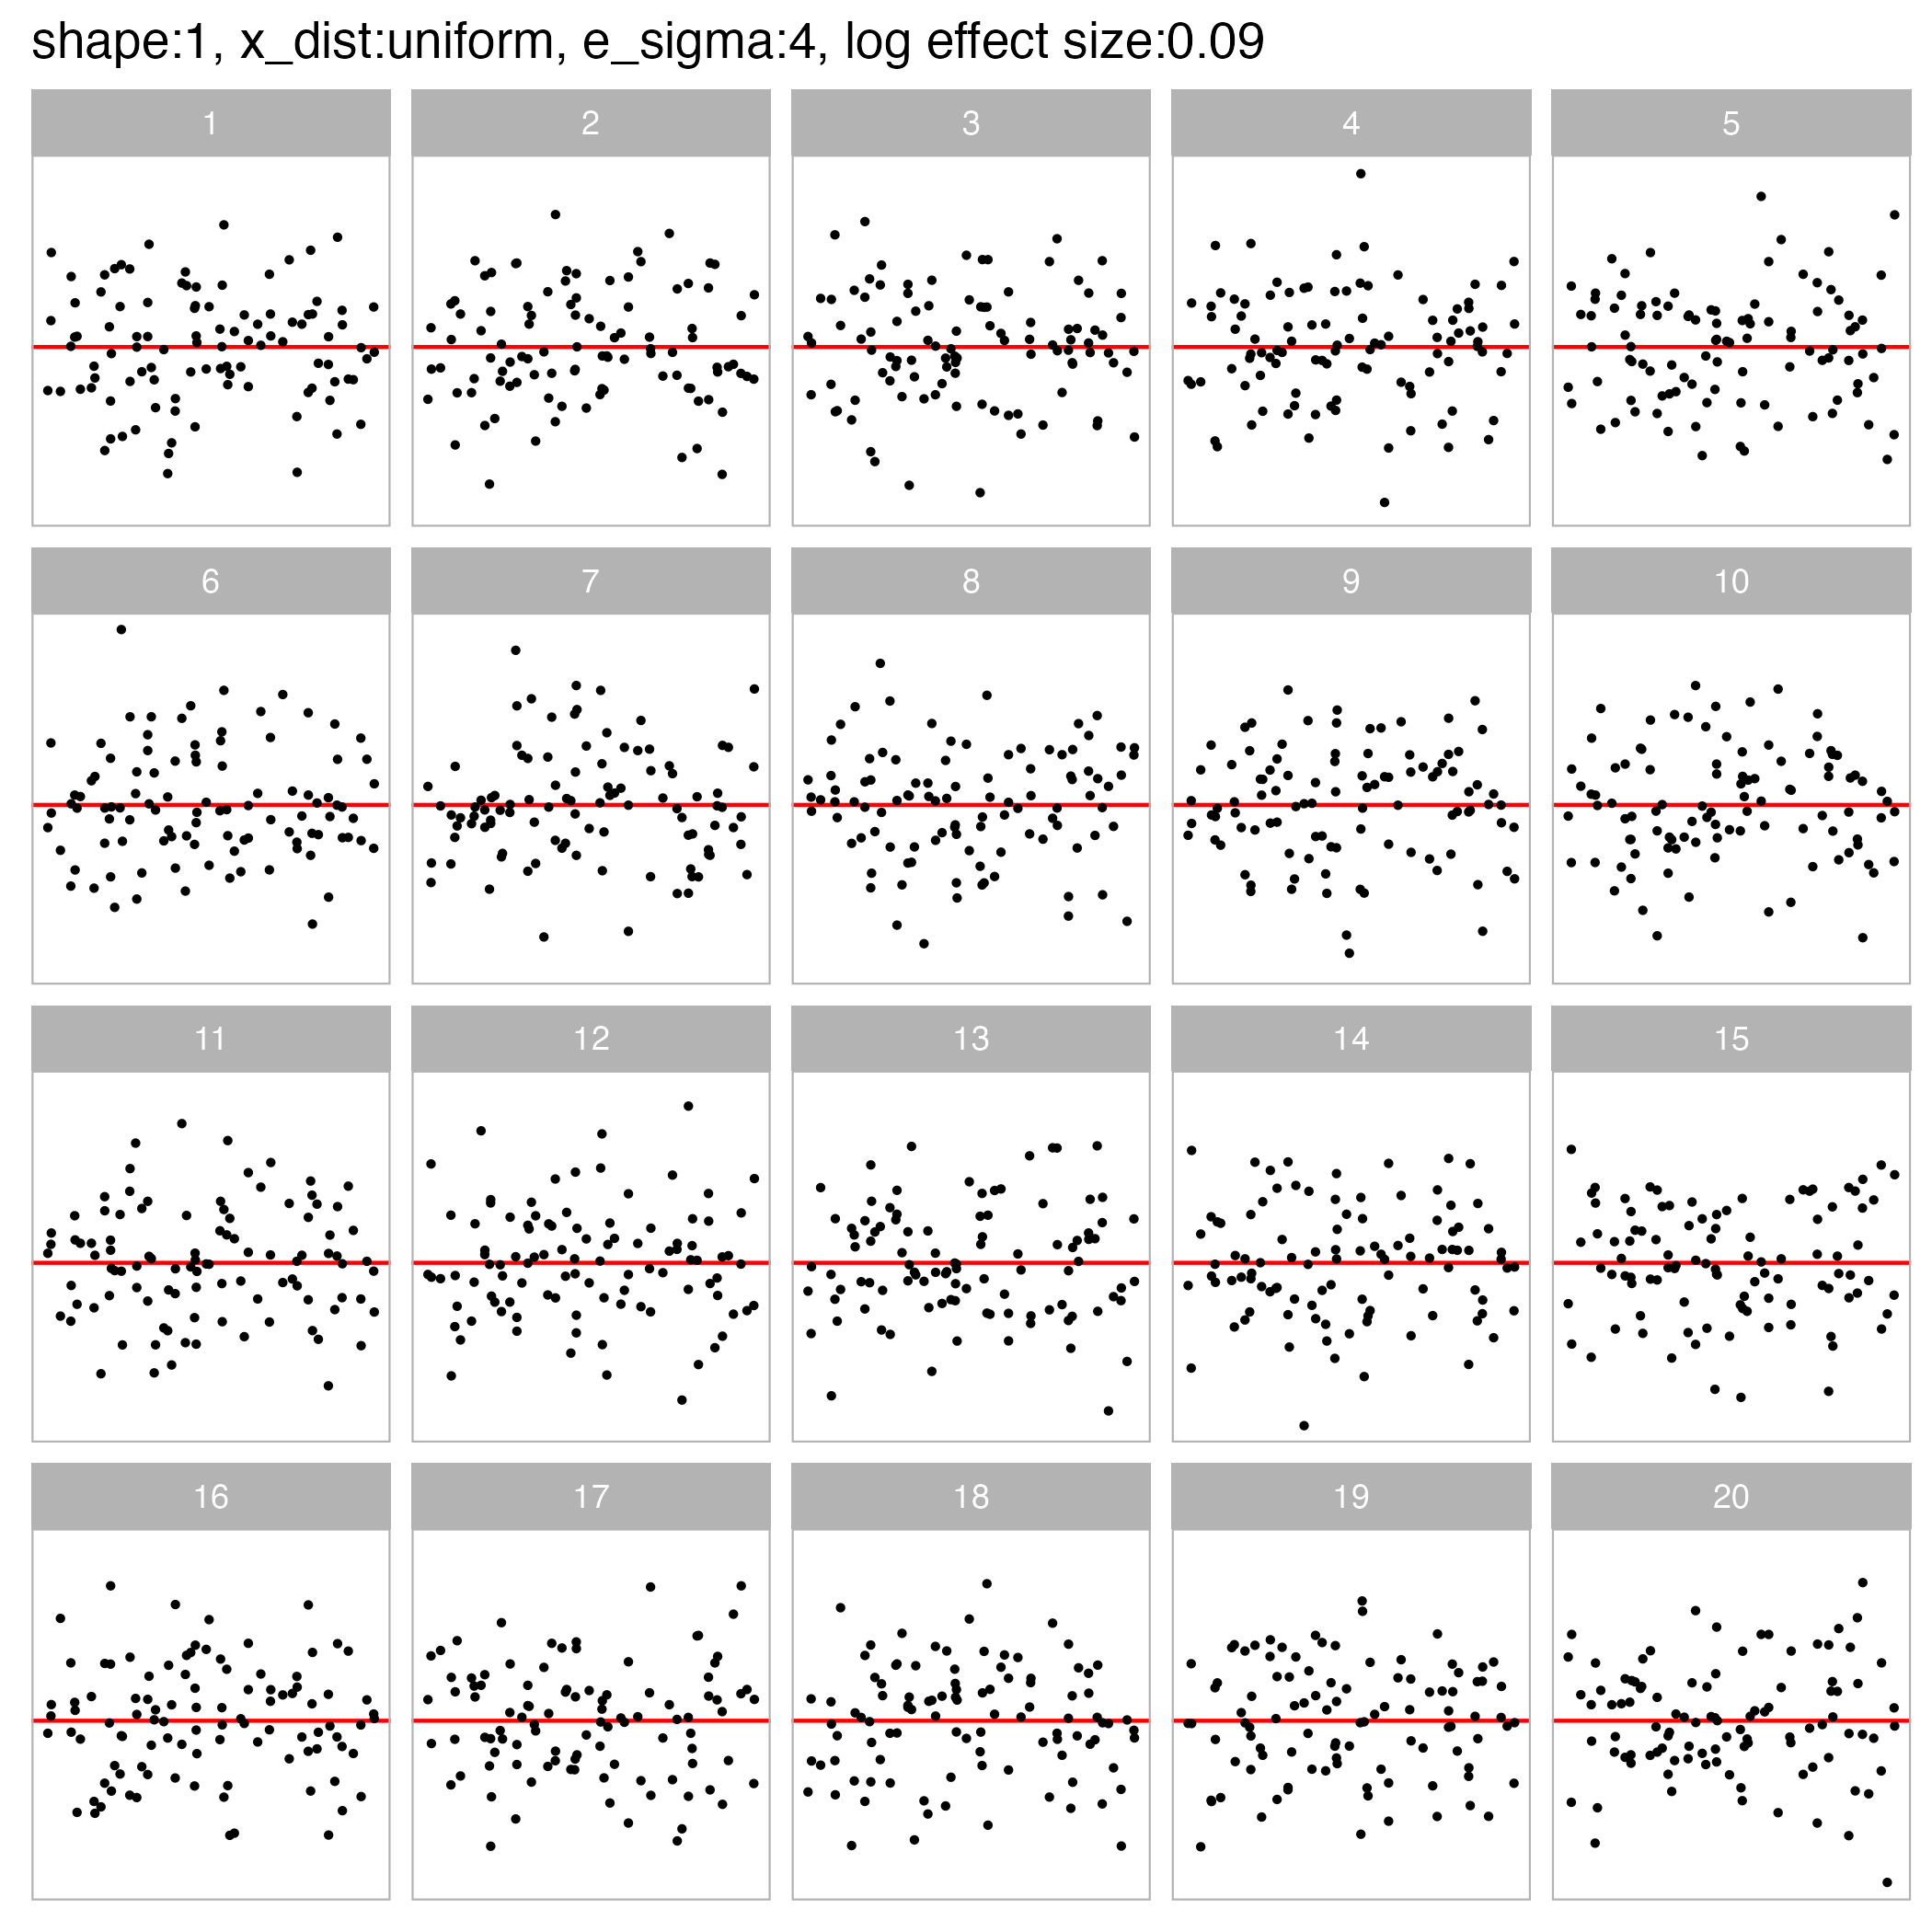 shape:1, x_dist:uniform, e_sigma:4, log effect size:0.09
1 2 3 4 5
6 7 8 9 10
11 12 13 14 15
16 17 18 19 20